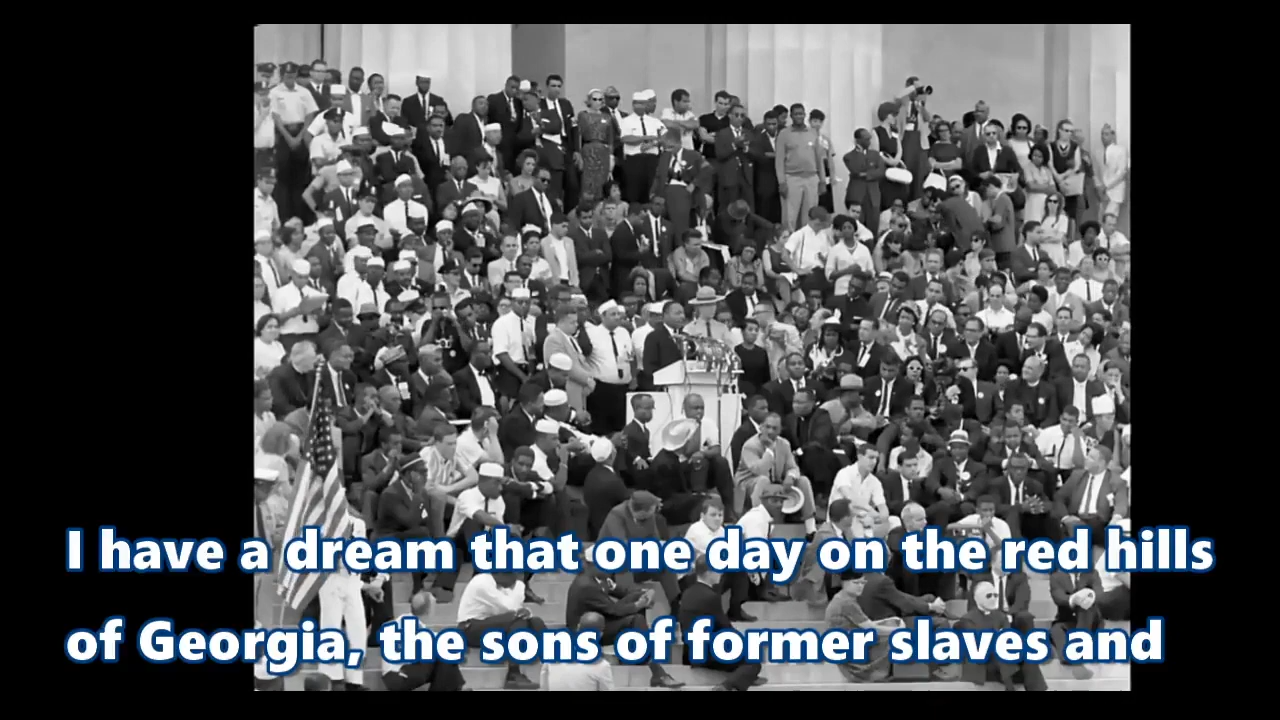 I have a dream that one day on the red hills
of Georgia, the sons of former slaves and